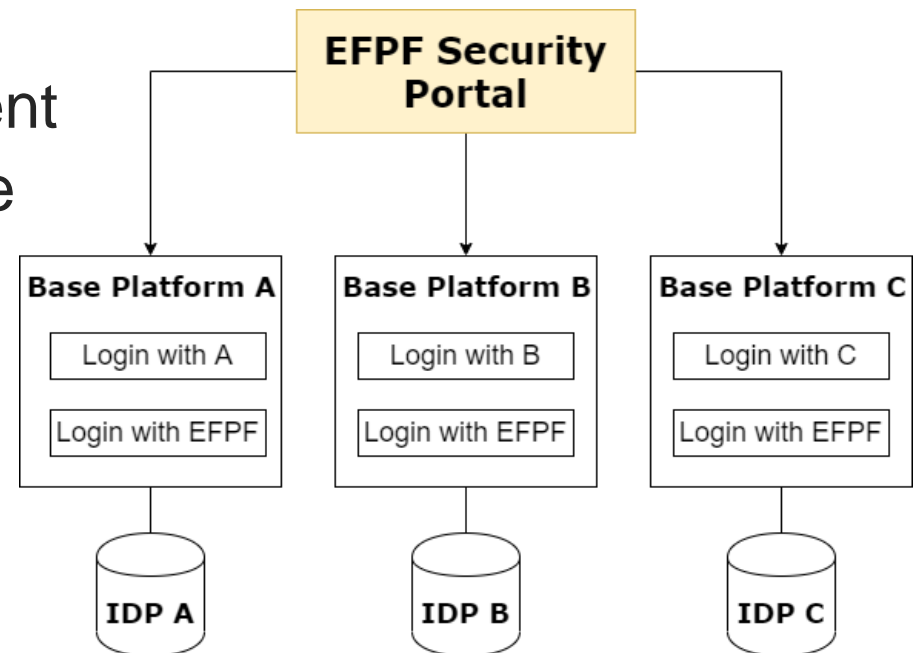 EFPF Security
Portal
Base Platform A
Login with A
Login with EFPF
IDP A
Base Platform B
Login with B
Login with EFPF
IDP B
Base Platform C
Login with C
Login with EFPF
IDP C